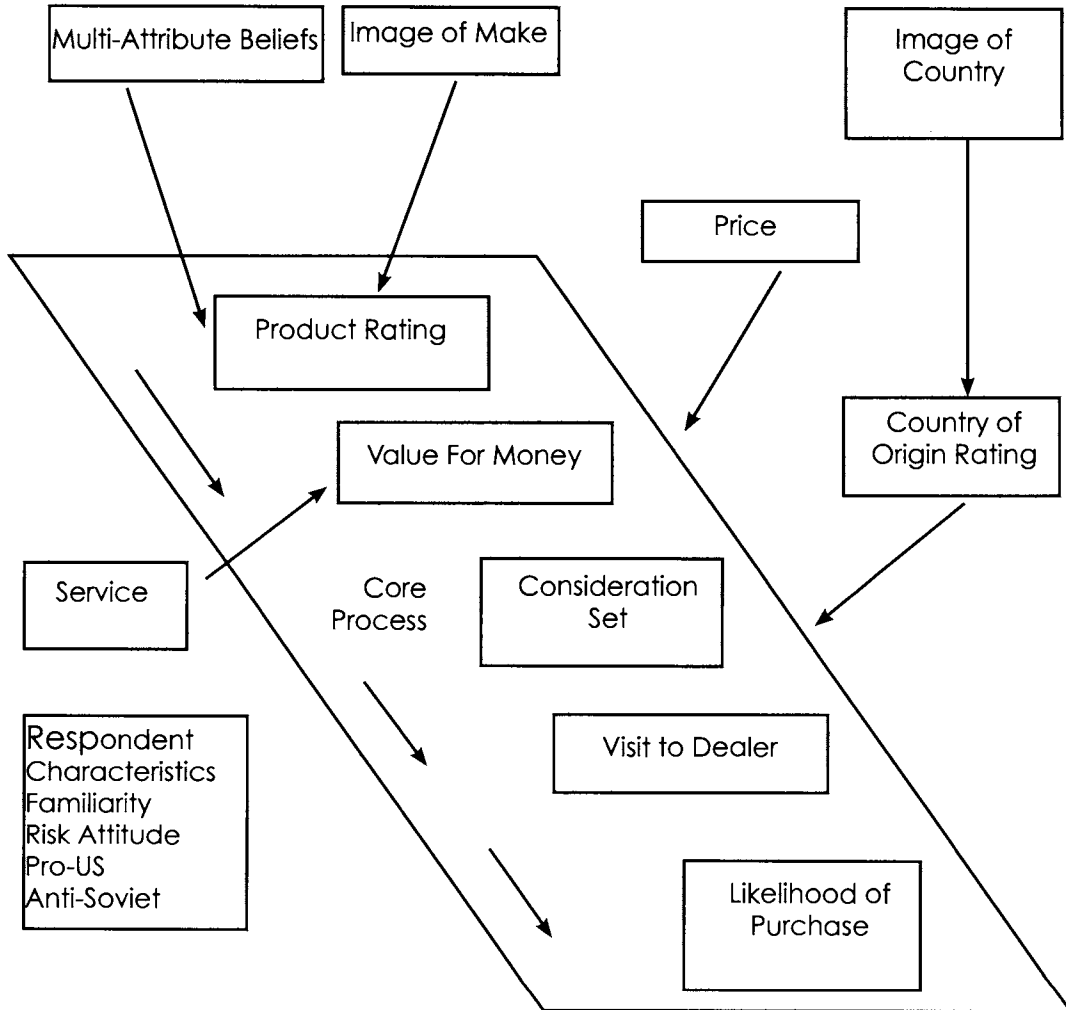 Multi-Attribute Beliefs
Image of Make
Image of
Country
Price
Product Rating
Value For Money
Country of
Origin Rating
Service
Core
Process
Consideration
Set
Respondent
Characteristics
Familiarity
Risk Attitude
Pro-US
Anti-Soviet
Visit to Dealer
Likelihood of
Purchase